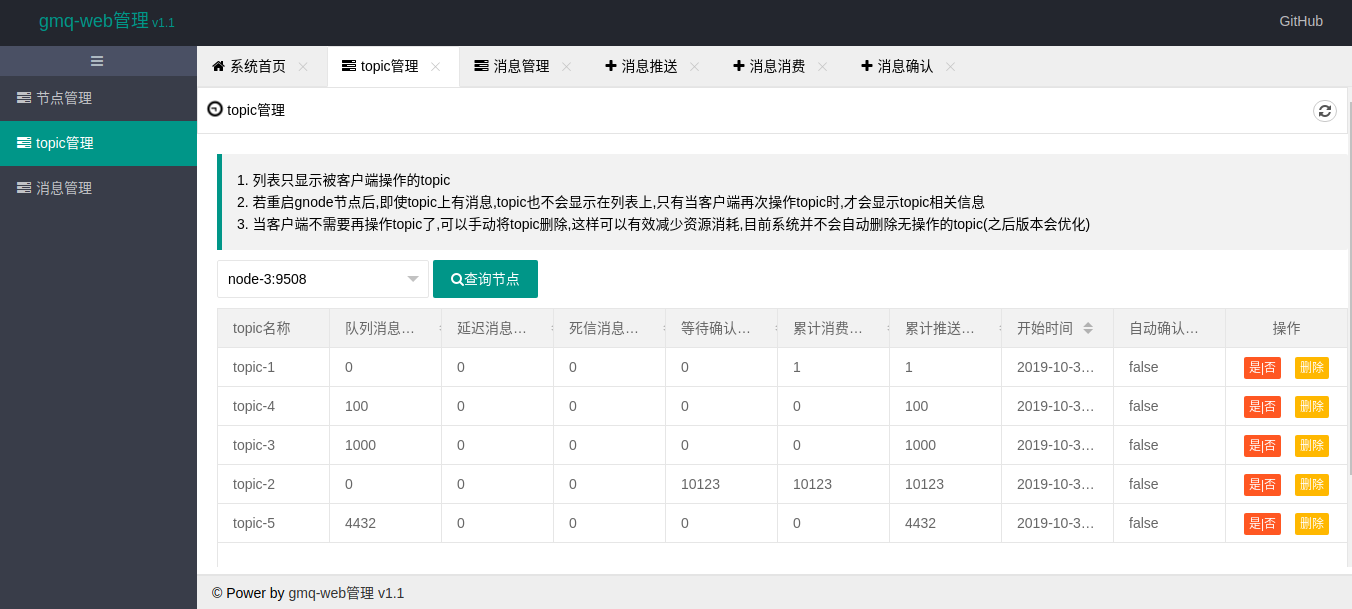 gmq-web管理 v1.1
GitHub
节点管理
topic管理
消息管理
系统首页
topic管理
消息管理
消息推送
消息消费
消息确认
topic管理
1. 列表只显示被客户端操作的topic
2. 若重启gnode节点后,即使topic上有消息,topic也不会显示在列表上,只有当客户端再次操作topic时,才会显示topic相关信息
3. 当客户端不需要再操作topic了,可以手动将topic删除,这样可以有效减少资源消耗,目前系统并不会自动删除无操作的topic(之后版本会优化)
node-3:9508
查询节点
topic名称 队列消息… 延迟消息… 死信消息… 等待确认… 累计消费… 累计推送… 开始时间 自动确认… 操作
topic-1 0 0 0 0 1 1 2019-10-3… false 是|否 删除
topic-4 100 0 0 0 0 100 2019-10-3… false 是|否 删除
topic-3 1000 0 0 0 0 1000 2019-10-3… false 是|否 删除
topic-2 0 0 0 10123 10123 10123 2019-10-3… false 是|否 删除
topic-5 4432 0 0 0 0 4432 2019-10-3… false 是|否 删除
© Power by gmq-web管理 v1.1